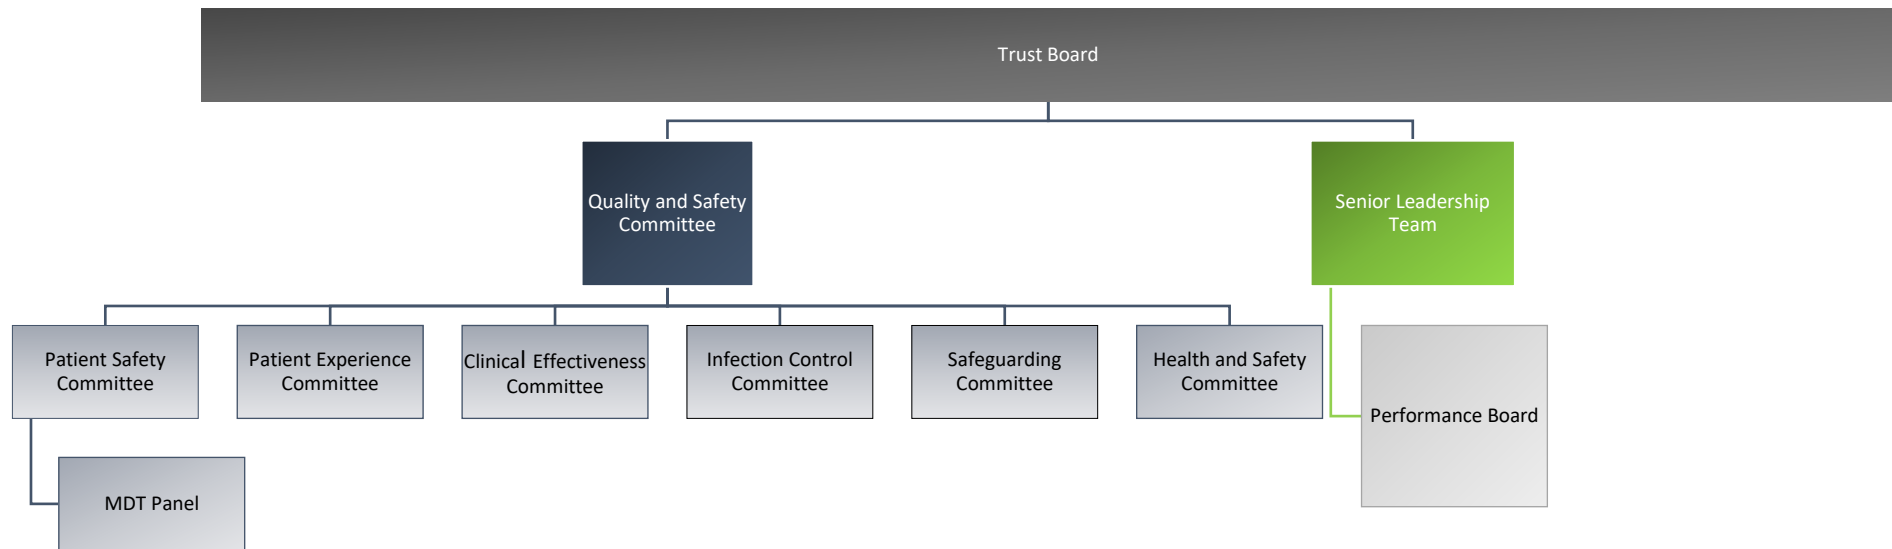 Trust Board
Quality and Safety
Committee
Senior Leadership
Team
Patient Safety
Committee
Patient Experience
Committee
Clinical Effectiveness
Committee
Infection Control
Committee
Safeguarding
Committee
Health and Safety
Committee
Performance Board
MDT Panel